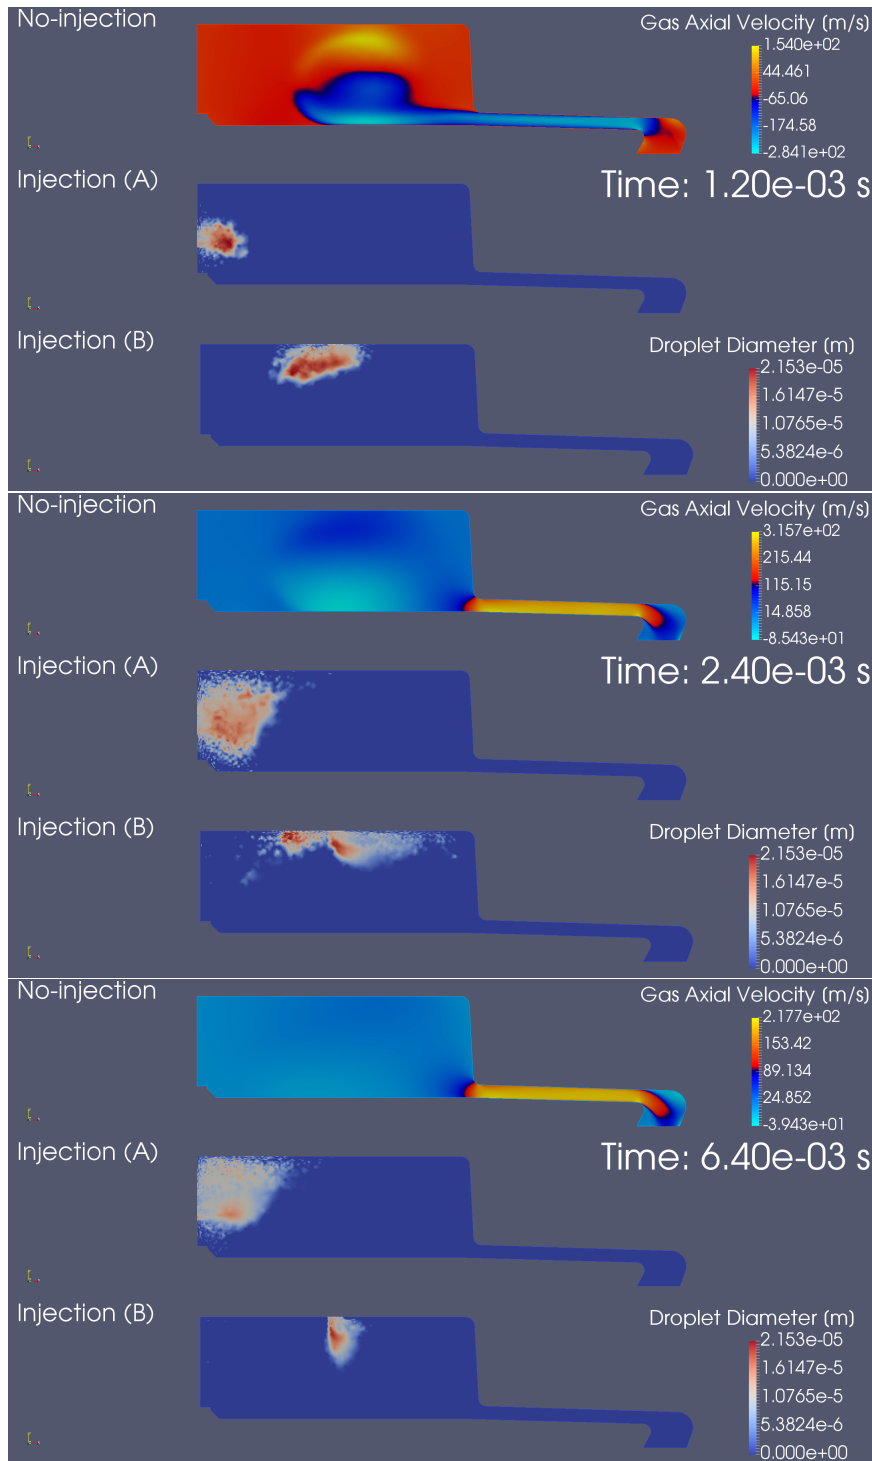 No-injection
Gas Axial Velocity (m/s)
1.540e+02
44.461
-65.06
-174.58
-2.841e+02
Injection (A)
Time: 1.20e-03 s
Injection (B)
Droplet Diameter (m)
2.153e-05
1.6147e-5
1.0765e-5
5.3824e-6
0.000e+00
No-injection
Gas Axial Velocity (m/s)
3.157e+02
215.44
115.15
14.858
-8.543e+01
Injection (A)
Time: 2.40e-03 s
Injection (B)
Droplet Diameter (m)
2.153e-05
1.6147e-5
1.0765e-5
5.3824e-6
0.000e+00
No-injection
Gas Axial Velocity (m/s)
2.177e+02
153.42
89.134
24.852
-3.943e+01
Injection (A)
Time: 6.40e-03 s
Injection (B)
Droplet Diameter (m)
2.153e-05
1.6147e-5
1.0765e-5
5.3824e-6
0.000e+00